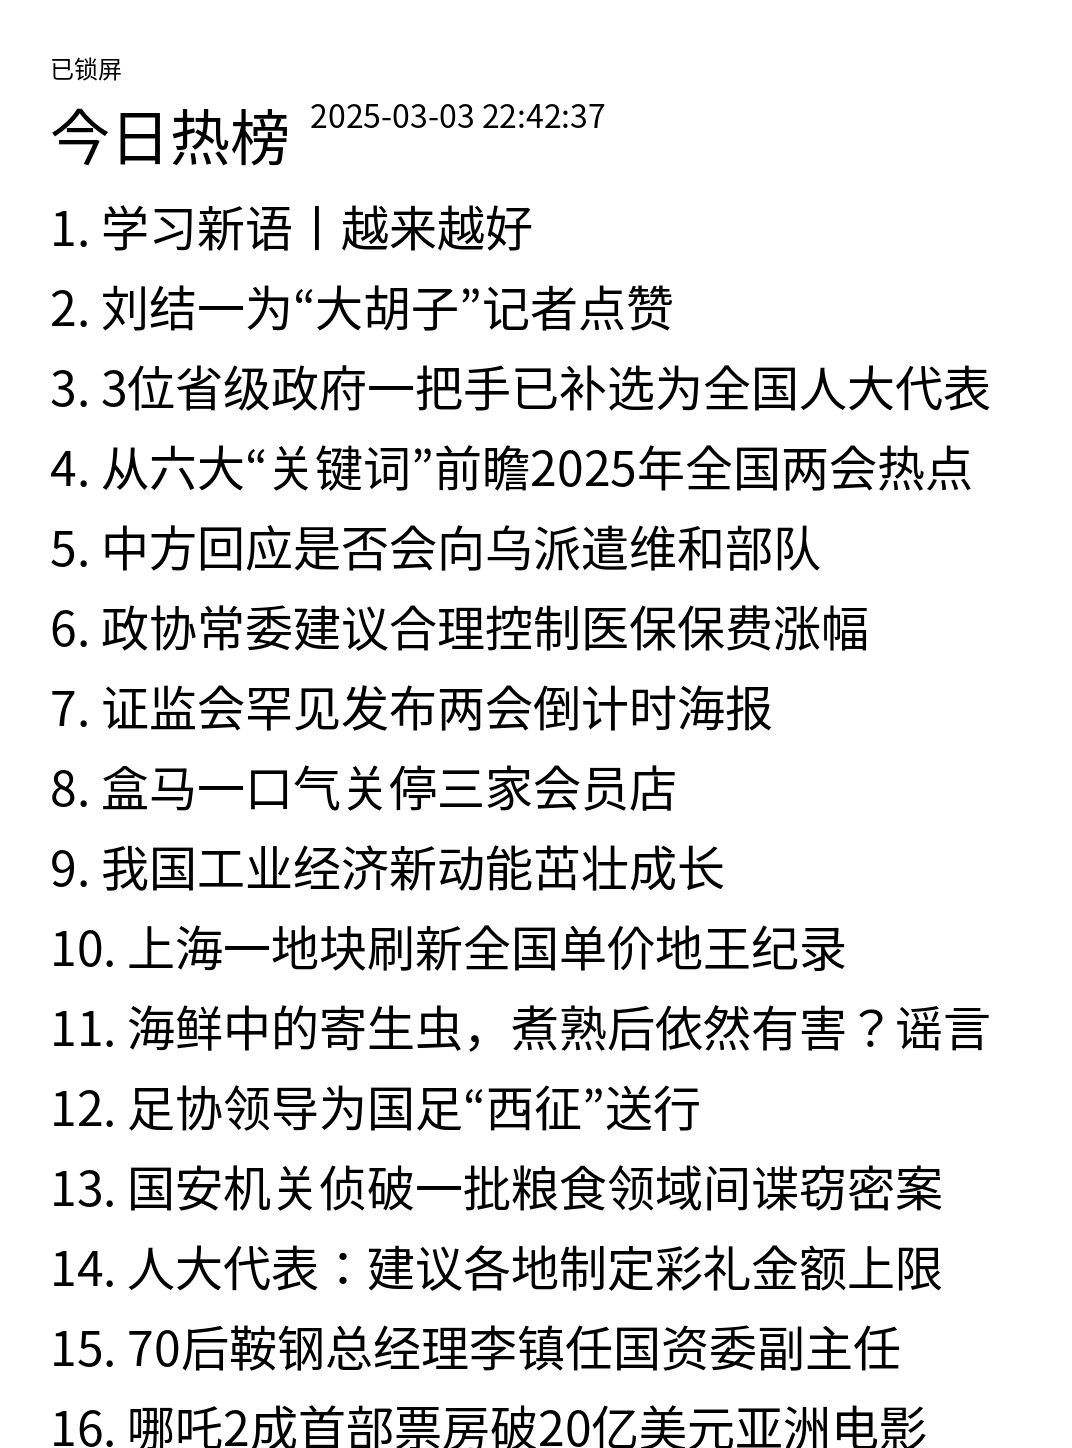 已锁屏
今日热榜 2025-03-03 22:42:37
1. 学习新语丨越来越好
2. 刘结一为“大胡子”记者点赞
3. 3位省级政府一把手已补选为全国人大代表
4. 从六大“关键词”前瞻2025年全国两会热点
5. 中方回应是否会向乌派遣维和部队
6. 政协常委建议合理控制医保保费涨幅
7. 证监会罕见发布两会倒计时海报
8. 盒马一口气关停三家会员店
9. 我国工业经济新动能茁壮成长
10. 上海一地块刷新全国单价地王纪录
11. 海鲜中的寄生虫，煮熟后依然有害？谣言
12. 足协领导为国足“西征”送行
13. 国安机关侦破一批粮食领域间谍窃密案
14. 人大代表：建议各地制定彩礼金额上限
15. 70后鞍钢总经理李镇任国资委副主任
16. 哪吒2成首部票房破20亿美元亚洲电影